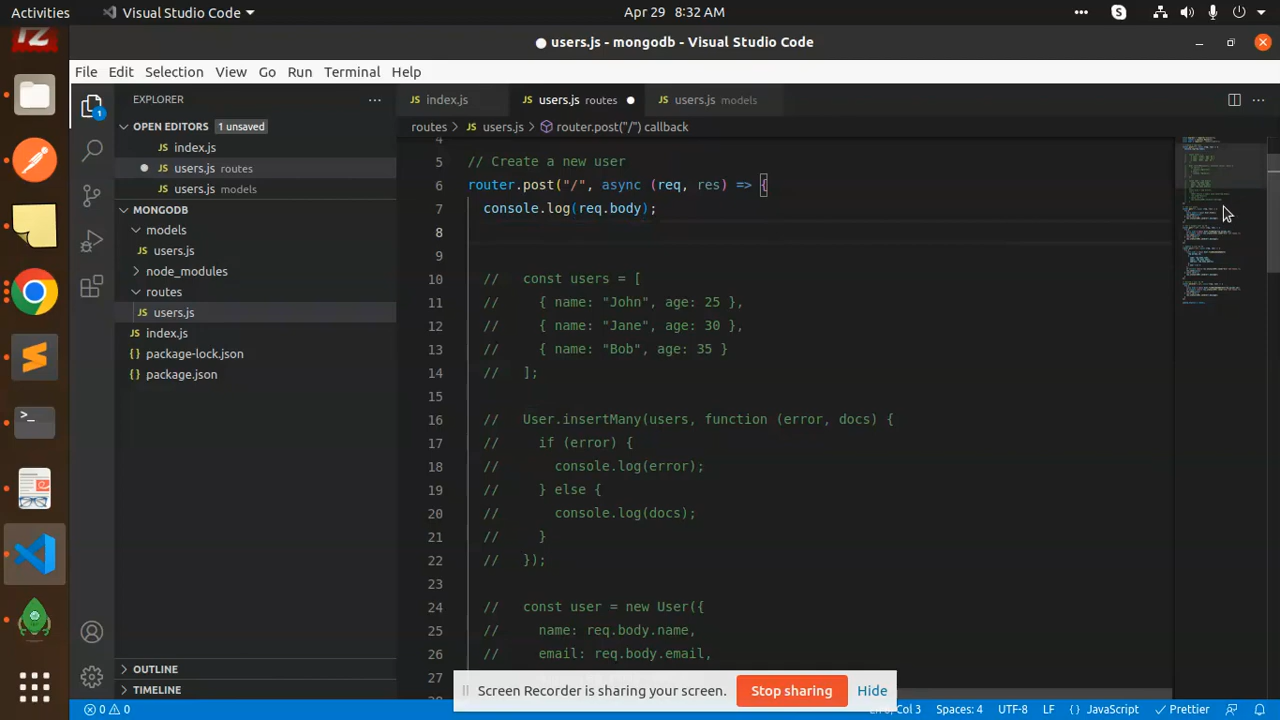 Activities
Visual Studio Code
Apr 29 8:32 AM
users.js - mongodb - Visual Studio Code
File Edit Selection View Go Run Terminal Help
EXPLORER
OPEN EDITORS 1 unsaved
index.js
users.js routes
users.js models
MONGODB
models
users.js
node_modules
routes
users.js
index.js
package-lock.json
package.json
OUTLINE
TIMELINE
index.js
users.js routes
users.js models
routes > users.js > router.post("/") callback
4
5 // Create a new user
6 router.post("/", async (req, res) => {
7 console.log(req.body);
8
9
10 // const users = [
11 // { name: "John", age: 25 },
12 // { name: "Jane", age: 30 },
13 // { name: "Bob", age: 35 }
14 // ];
15
16 // User.insertMany(users, function (error, docs) {
17 // if (error) {
18 // console.log(error);
19 // } else {
20 // console.log(docs);
21 // }
22 // });
23
24 // const user = new User({
25 // name: req.body.name,
26 // email: req.body.email,
27 //
Screen Recorder is sharing your screen. Stop sharing Hide
0 0
Col 3 Spaces: 4 UTF-8 LF {} JavaScript Prettier